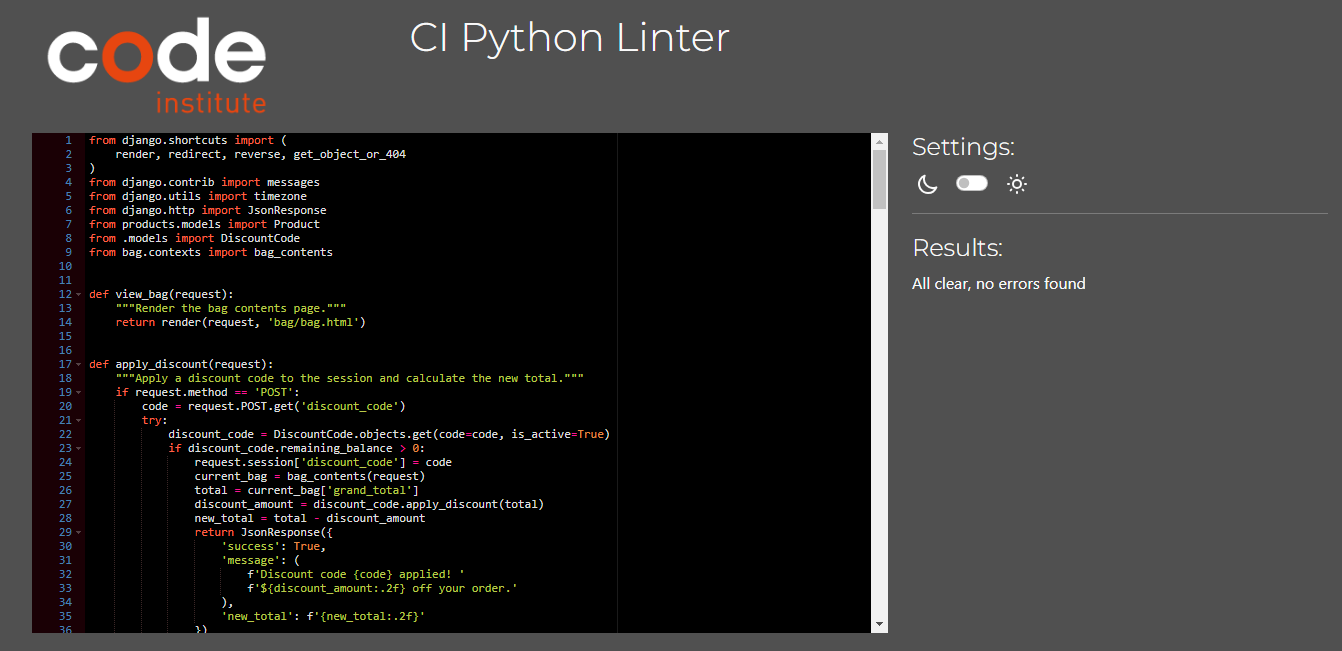 code
institute
CI Python Linter
1 from django.shortcuts import (
2     render, redirect, reverse, get_object_or_404
3 )
4 from django.contrib import messages
5 from django.utils import timezone
6 from django.http import JsonResponse
7 from products.models import Product
8 from .models import DiscountCode
9 from bag.contexts import bag_contents
10
11
12 def view_bag(request):
13     """Render the bag contents page."""
14     return render(request, 'bag/bag.html')
15
16
17 def apply_discount(request):
18     """Apply a discount code to the session and calculate the new total."""
19     if request.method == 'POST':
20         code = request.POST.get('discount_code')
21         try:
22             discount_code = DiscountCode.objects.get(code=code, is_active=True)
23             if discount_code.remaining_balance > 0:
24                 request.session['discount_code'] = code
25                 current_bag = bag_contents(request)
26                 total = current_bag['grand_total']
27                 discount_amount = discount_code.apply_discount(total)
28                 new_total = total - discount_amount
29                 return JsonResponse({
30                     'success': True,
31                     'message': (
32                         f'Discount code {code} applied! '
33                         f'${discount_amount:.2f} off your order.'
34                     ),
35                     'new_total': f'{new_total:.2f}'
36                 })
Settings:
Results:
All clear, no errors found